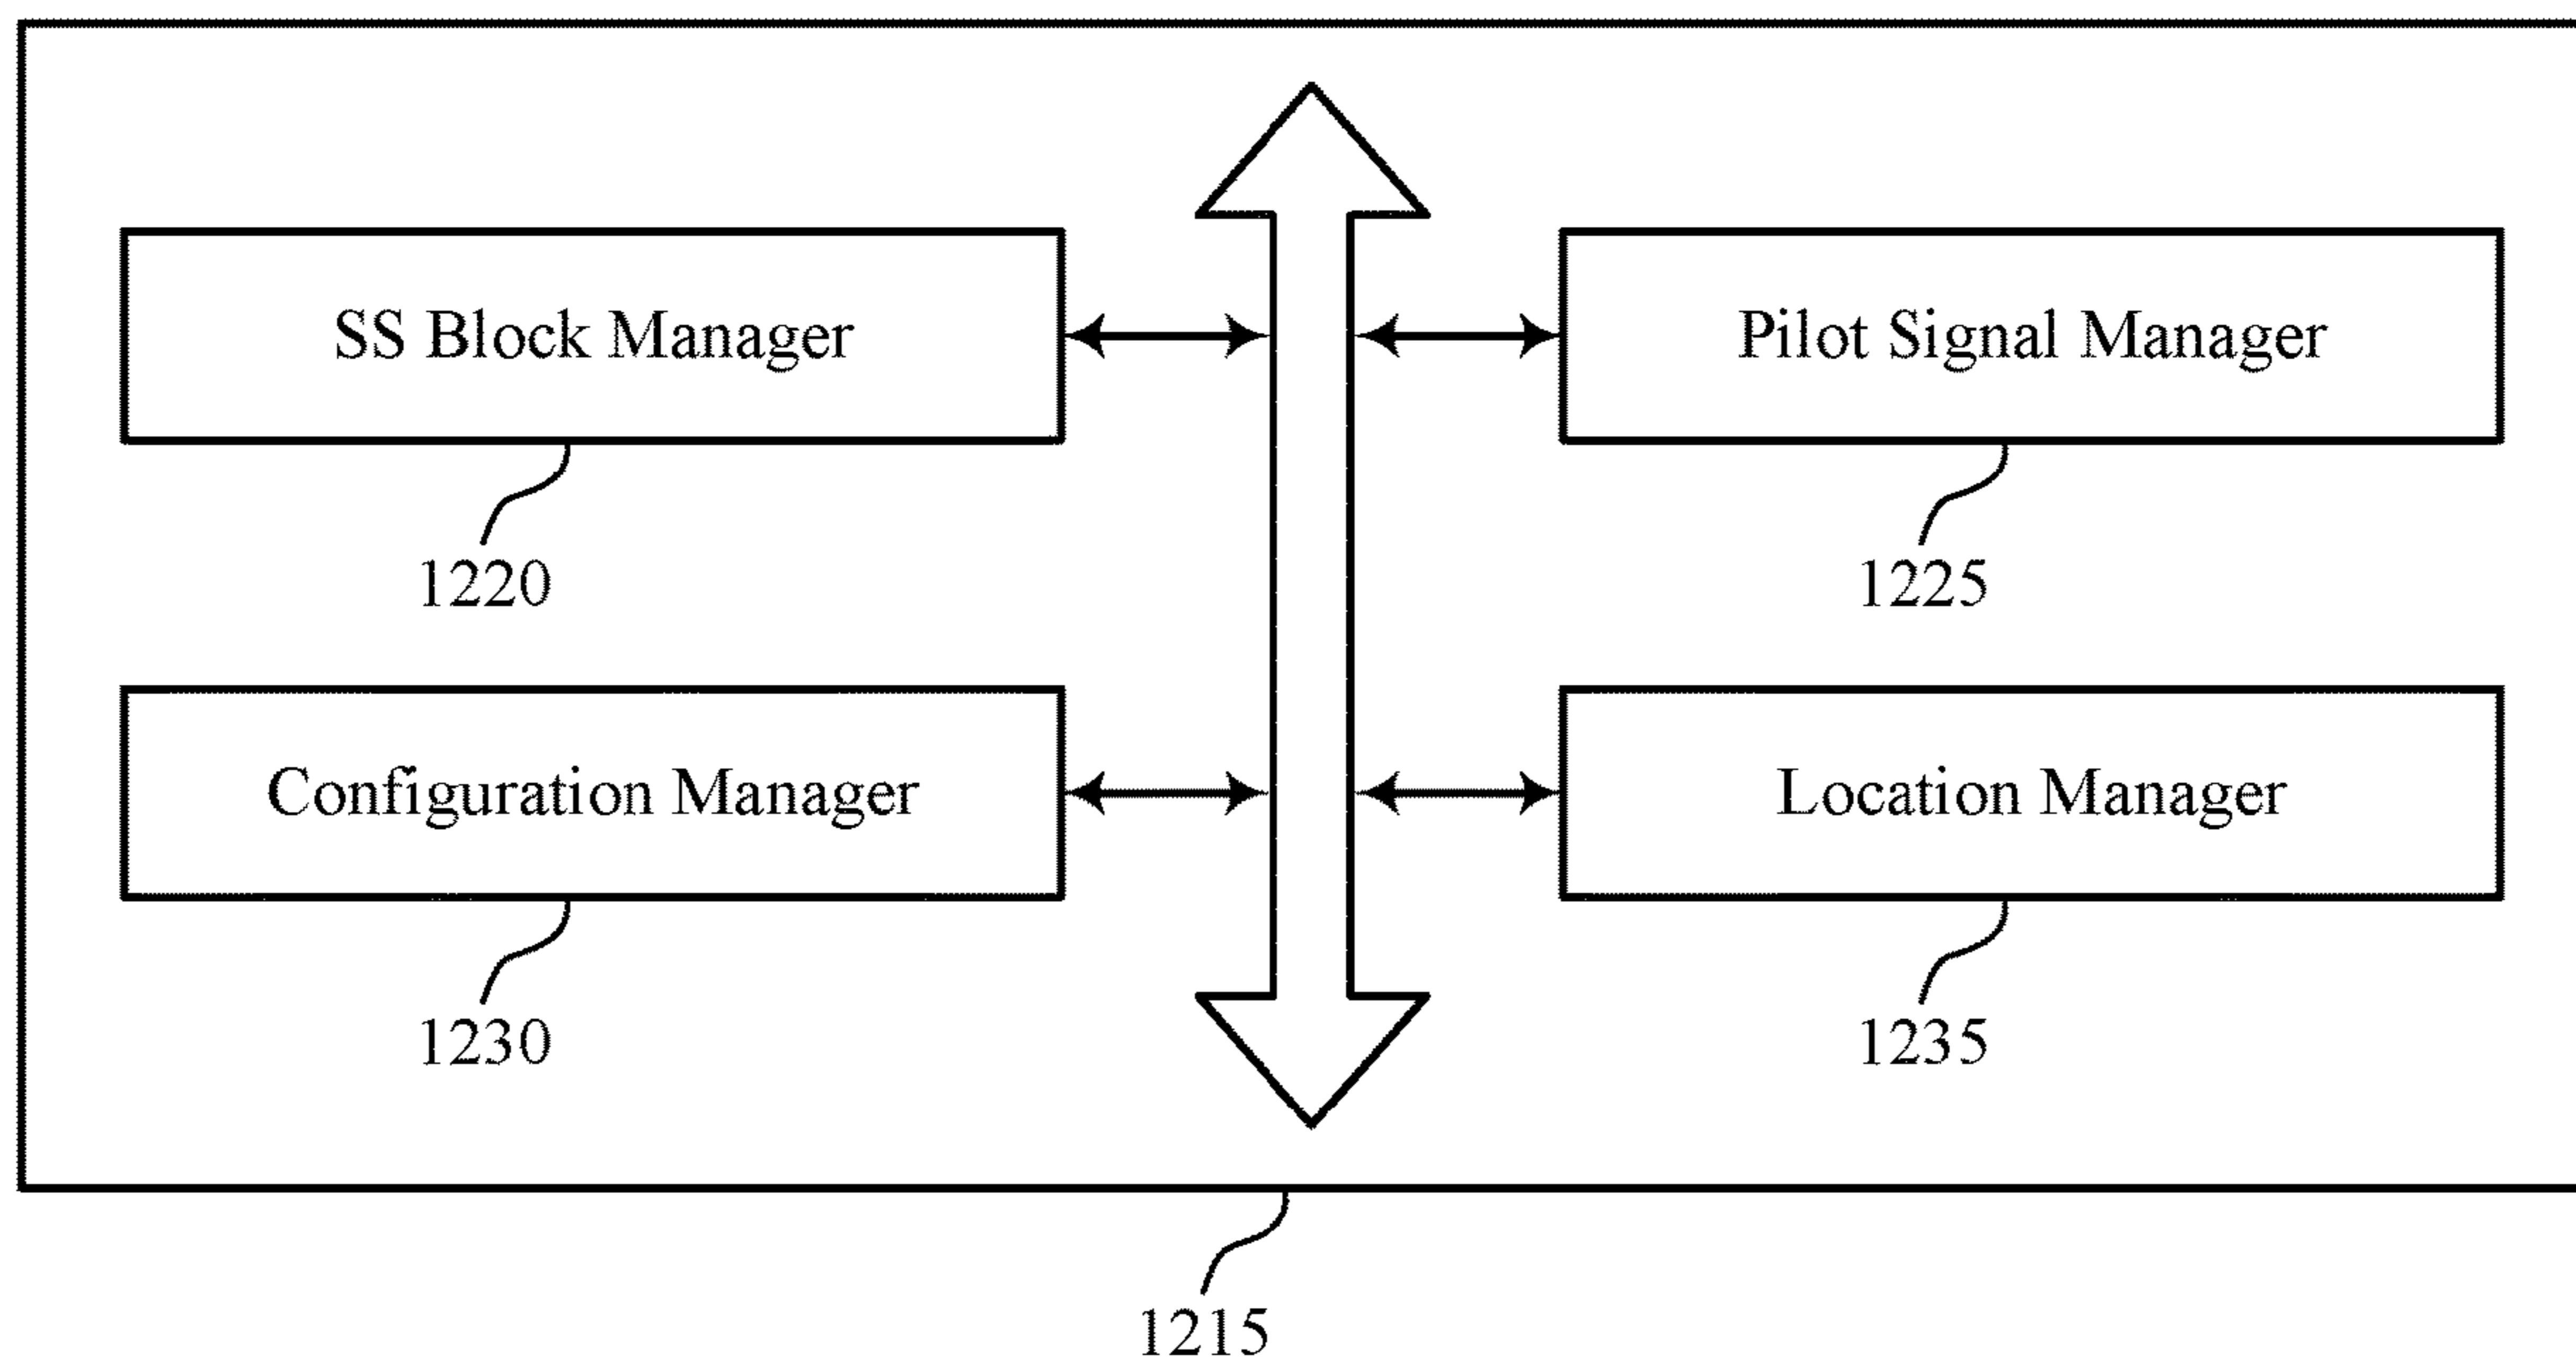 SS Block Manager
Pilot Signal Manager
1220
1225
Configuration Manager
Location Manager
1230
1235
1215